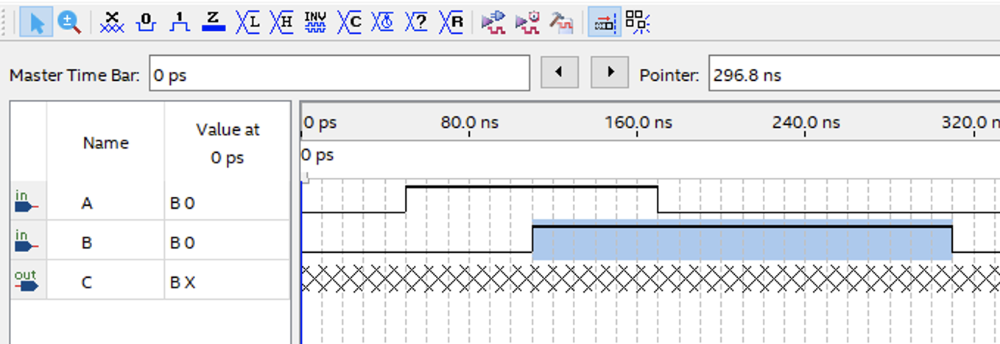 X 0 1 Z L H INV C ? R
Master Time Bar: 0 ps Pointer: 296.8 ns
0 ps 80.0 ns 160.0 ns 240.0 ns 320.0 n
Name Value at
0 ps
0 ps
in A B 0
in B B 0
out C B X